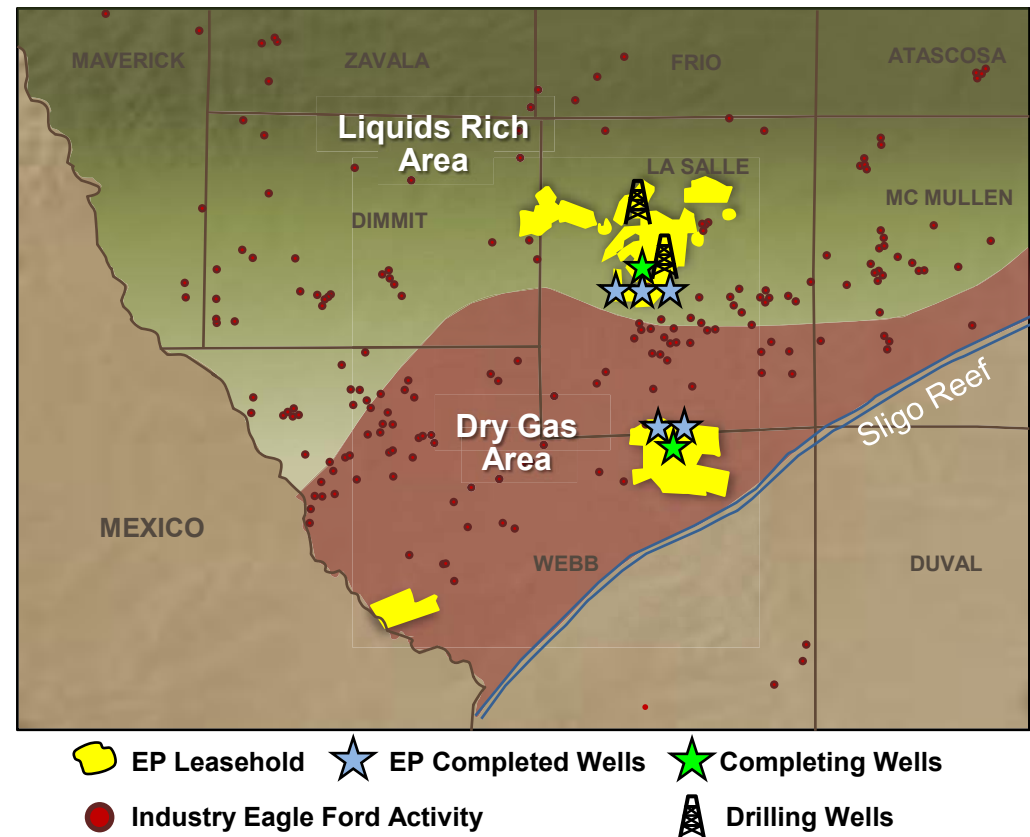 MAVERICK
ZAVALA
FRIO
ATASCOSA
Liquids Rich
Area
LA SALLE
DIMMIT
MC MULLEN
Sligo Reef
Dry Gas
Area
MEXICO
WEBB
DUVAL
EP Leasehold
EP Completed Wells
Completing Wells
Industry Eagle Ford Activity
Drilling Wells